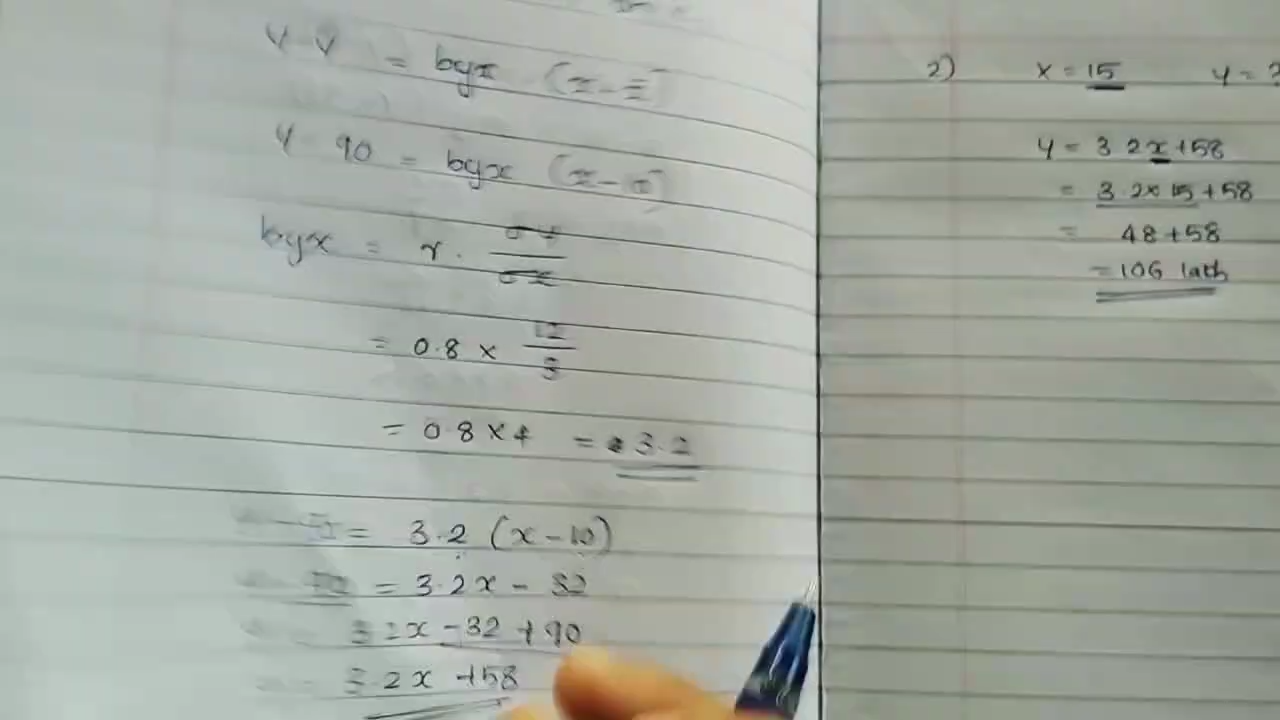 y - y = byx (x - x̄)
y - 90 = byx (x - 10)
byx = r . σy / σx
= 0.8 x 12 / 3
= 0.8 x 4 = 3.2
= 3.2 (x - 10)
= 3.2x - 32
3.2x - 32 + 90
3.2x + 58
2) x = 15 y =
y = 3.2x + 58
= 3.2 x 15 + 58
= 48 + 58
= 106 lakh